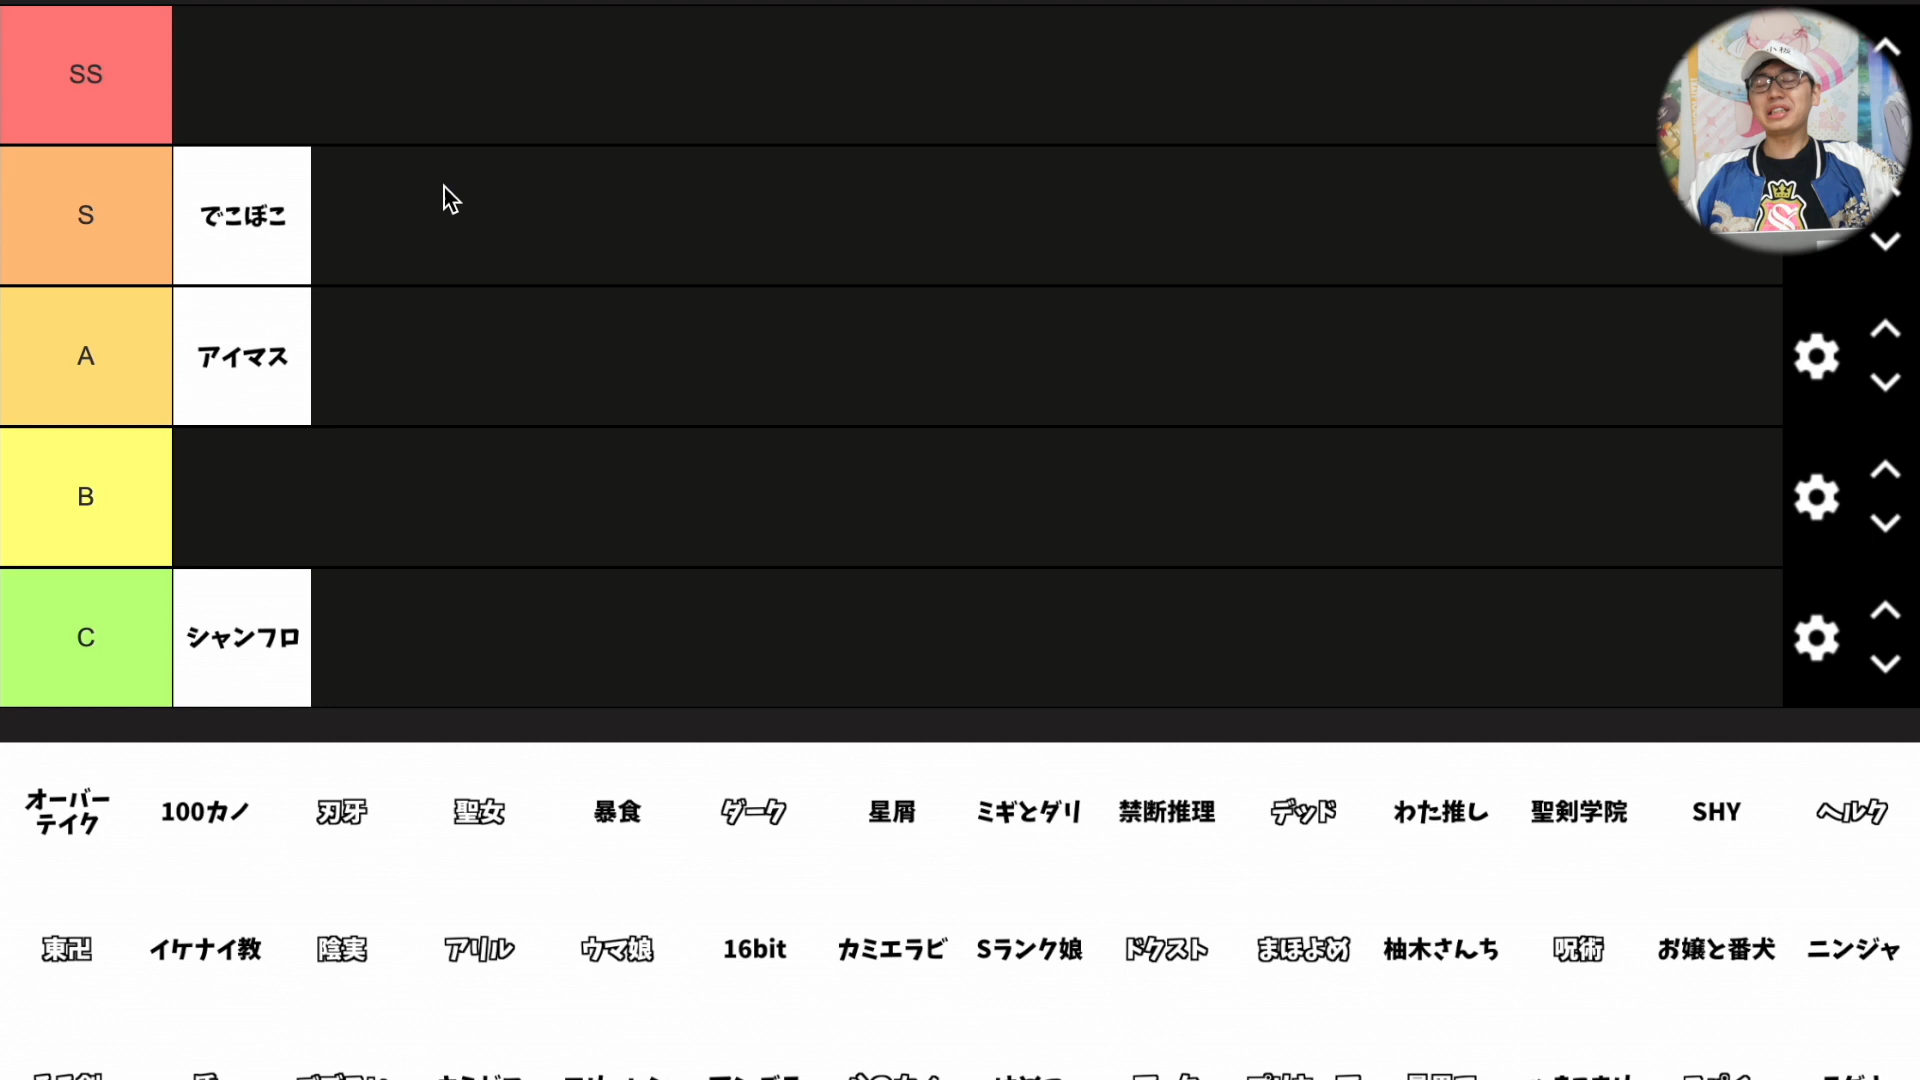 SS
S
でこぼこ
A
アイマス
B
C
シャンフロ
オーバー
テイク
100カノ
刃牙
聖女
暴食
ダーク
星屑
ミギとダリ
禁断推理
デッド
わた推し
聖剣学院
SHY
ヘルク
東卍
イケナイ教
陰実
アリル
ウマ娘
16bit
カミエラビ
Sランク娘
ドクスト
まほよめ
柚木さんち
呪術
お嬢と番犬
ニンジャ